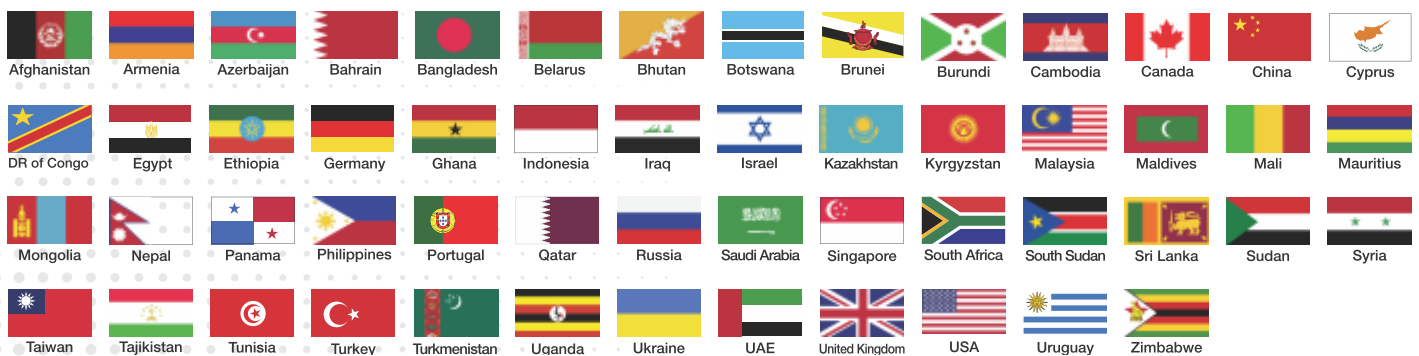 Afghanistan Armenia Azerbaijan Bahrain Bangladesh Belarus Bhutan Botswana Brunei Burundi Cambodia Canada China Cyprus
DR of Congo Egypt Ethiopia Germany Ghana Indonesia Iraq Israel Kazakhstan Kyrgyzstan Malaysia Maldives Mali Mauritius
Mongolia Nepal Panama Philippines Portugal Qatar Russia Saudi Arabia Singapore South Africa South Sudan Sri Lanka Sudan Syria
Taiwan Tajikistan Tunisia Turkey Turkmenistan Uganda Ukraine UAE United Kingdom USA Uruguay Zimbabwe